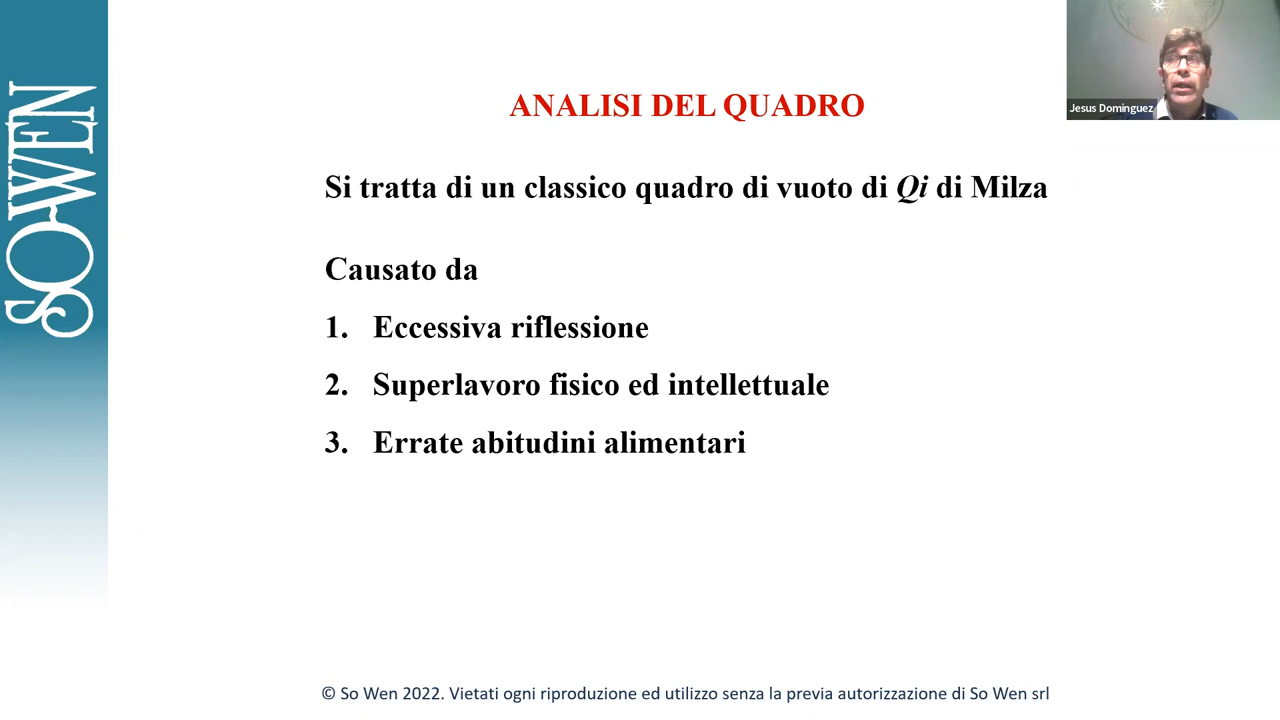 SO-WEN
Jesus Dominguez
ANALISI DEL QUADRO
Si tratta di un classico quadro di vuoto di Qi di Milza
Causato da
1. Eccessiva riflessione
2. Superlavoro fisico ed intellettuale
3. Errate abitudini alimentari
© So Wen 2022. Vietati ogni riproduzione ed utilizzo senza la previa autorizzazione di So Wen srl